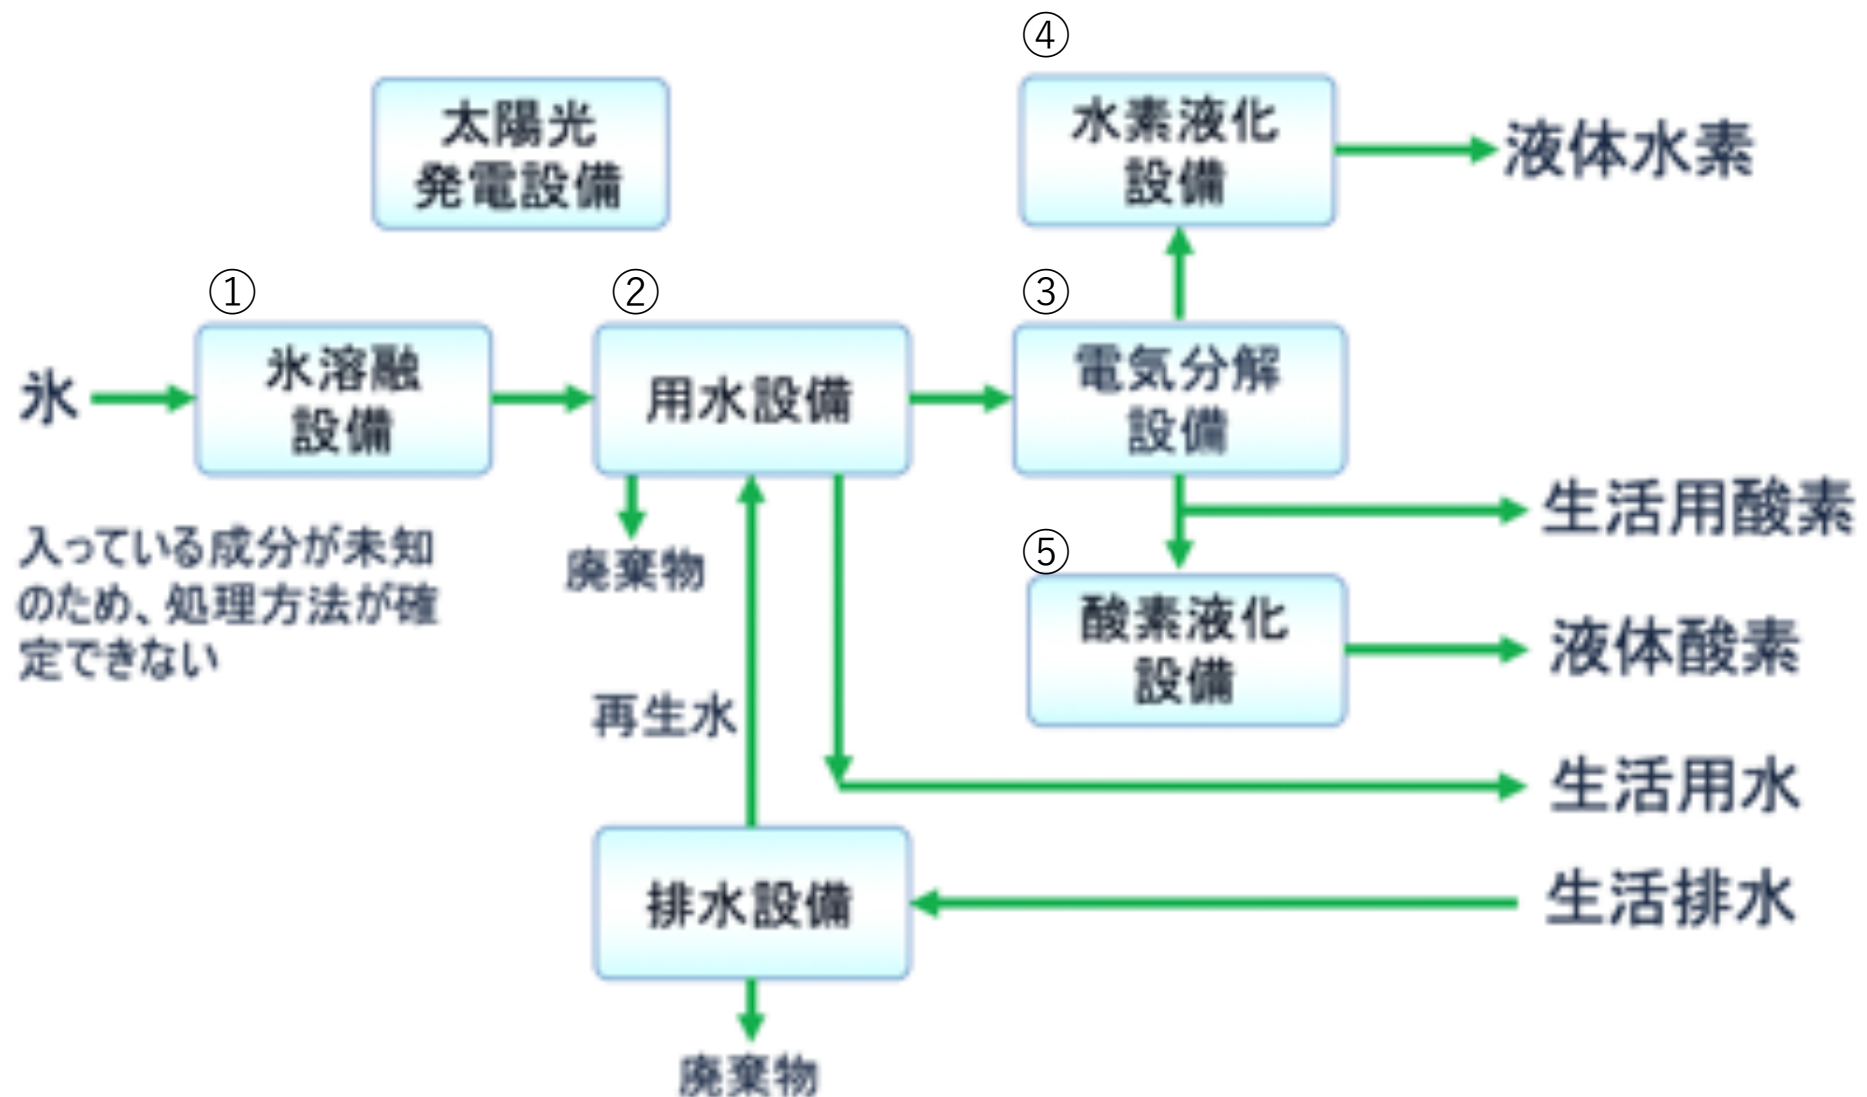 ④
太陽光
発電設備
水素液化
設備
液体水素
①
②
③
氷
氷溶融
設備
用水設備
電気分解
設備
入っている成分が未知
のため、処理方法が確
定できない
廃棄物
生活用酸素
⑤
酸素液化
設備
液体酸素
再生水
生活用水
排水設備
生活排水
廃棄物